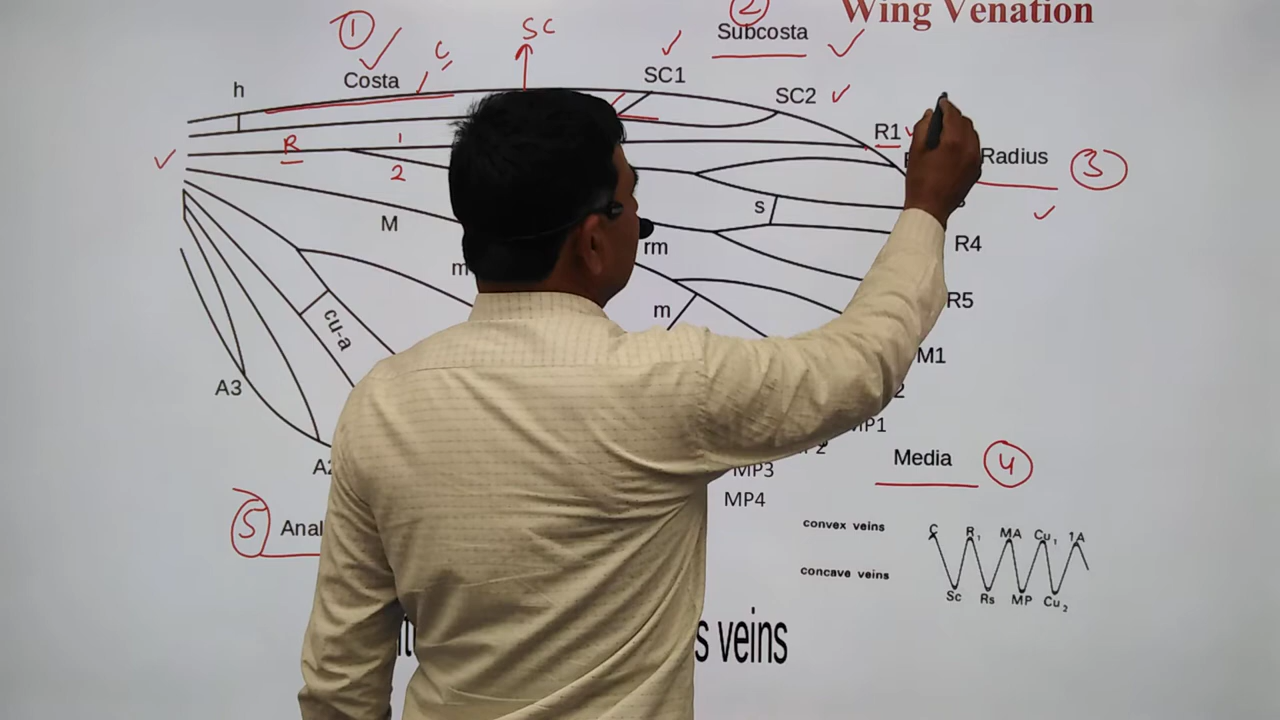 Wing Venation
2
Subcosta
1
SC
C
Costa
SC1
h
SC2
R1
R
1
2
Radius
3
M
s
rm
R4
m
R5
cu-a
M1
A3
MP1
MP3
MP4
Media
4
5
Anal
convex veins
C R1 MA Cu1 1A
concave veins
Sc Rs MP Cu2
s veins